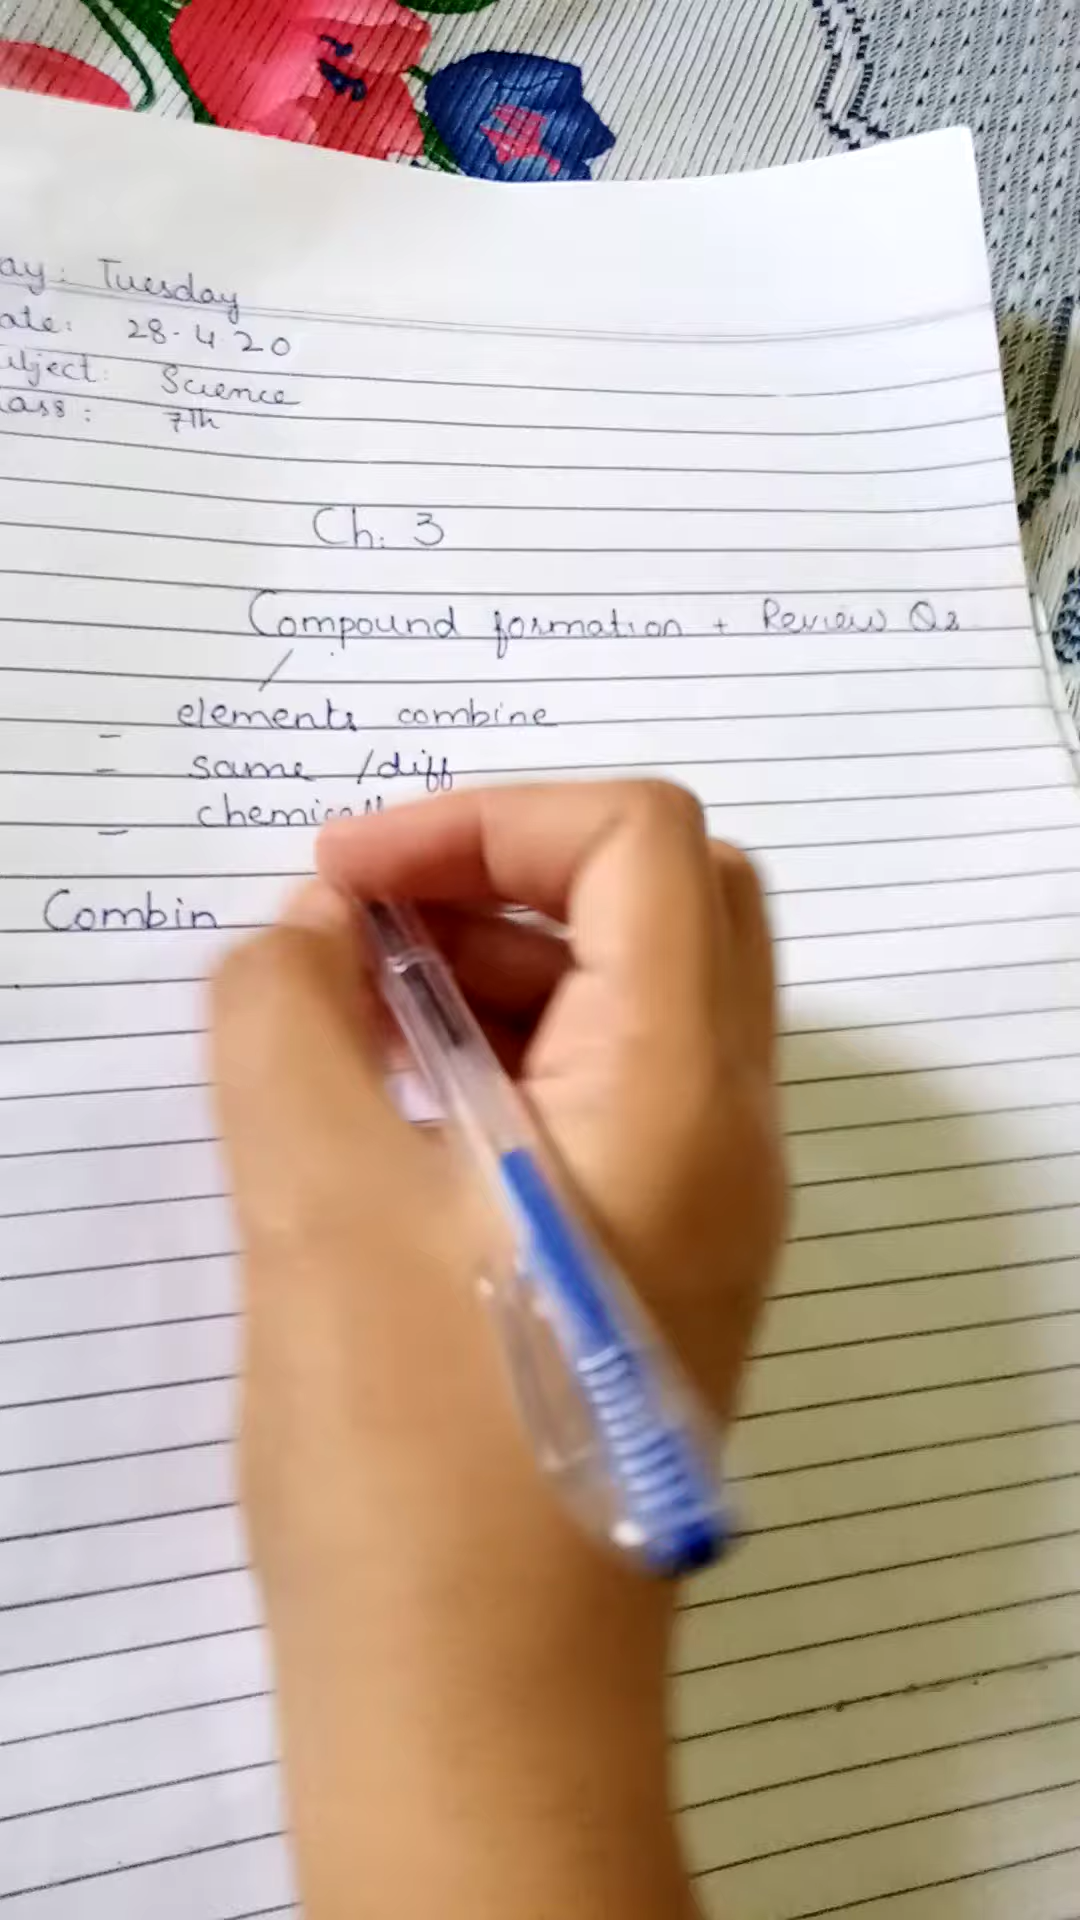 ay: Tuesday
ate: 28-4-20
ubject: Science
lass: 7th
Ch. 3
Compound formation + Review Qs
- elements combine
- same / diff
- chemicall
Combin